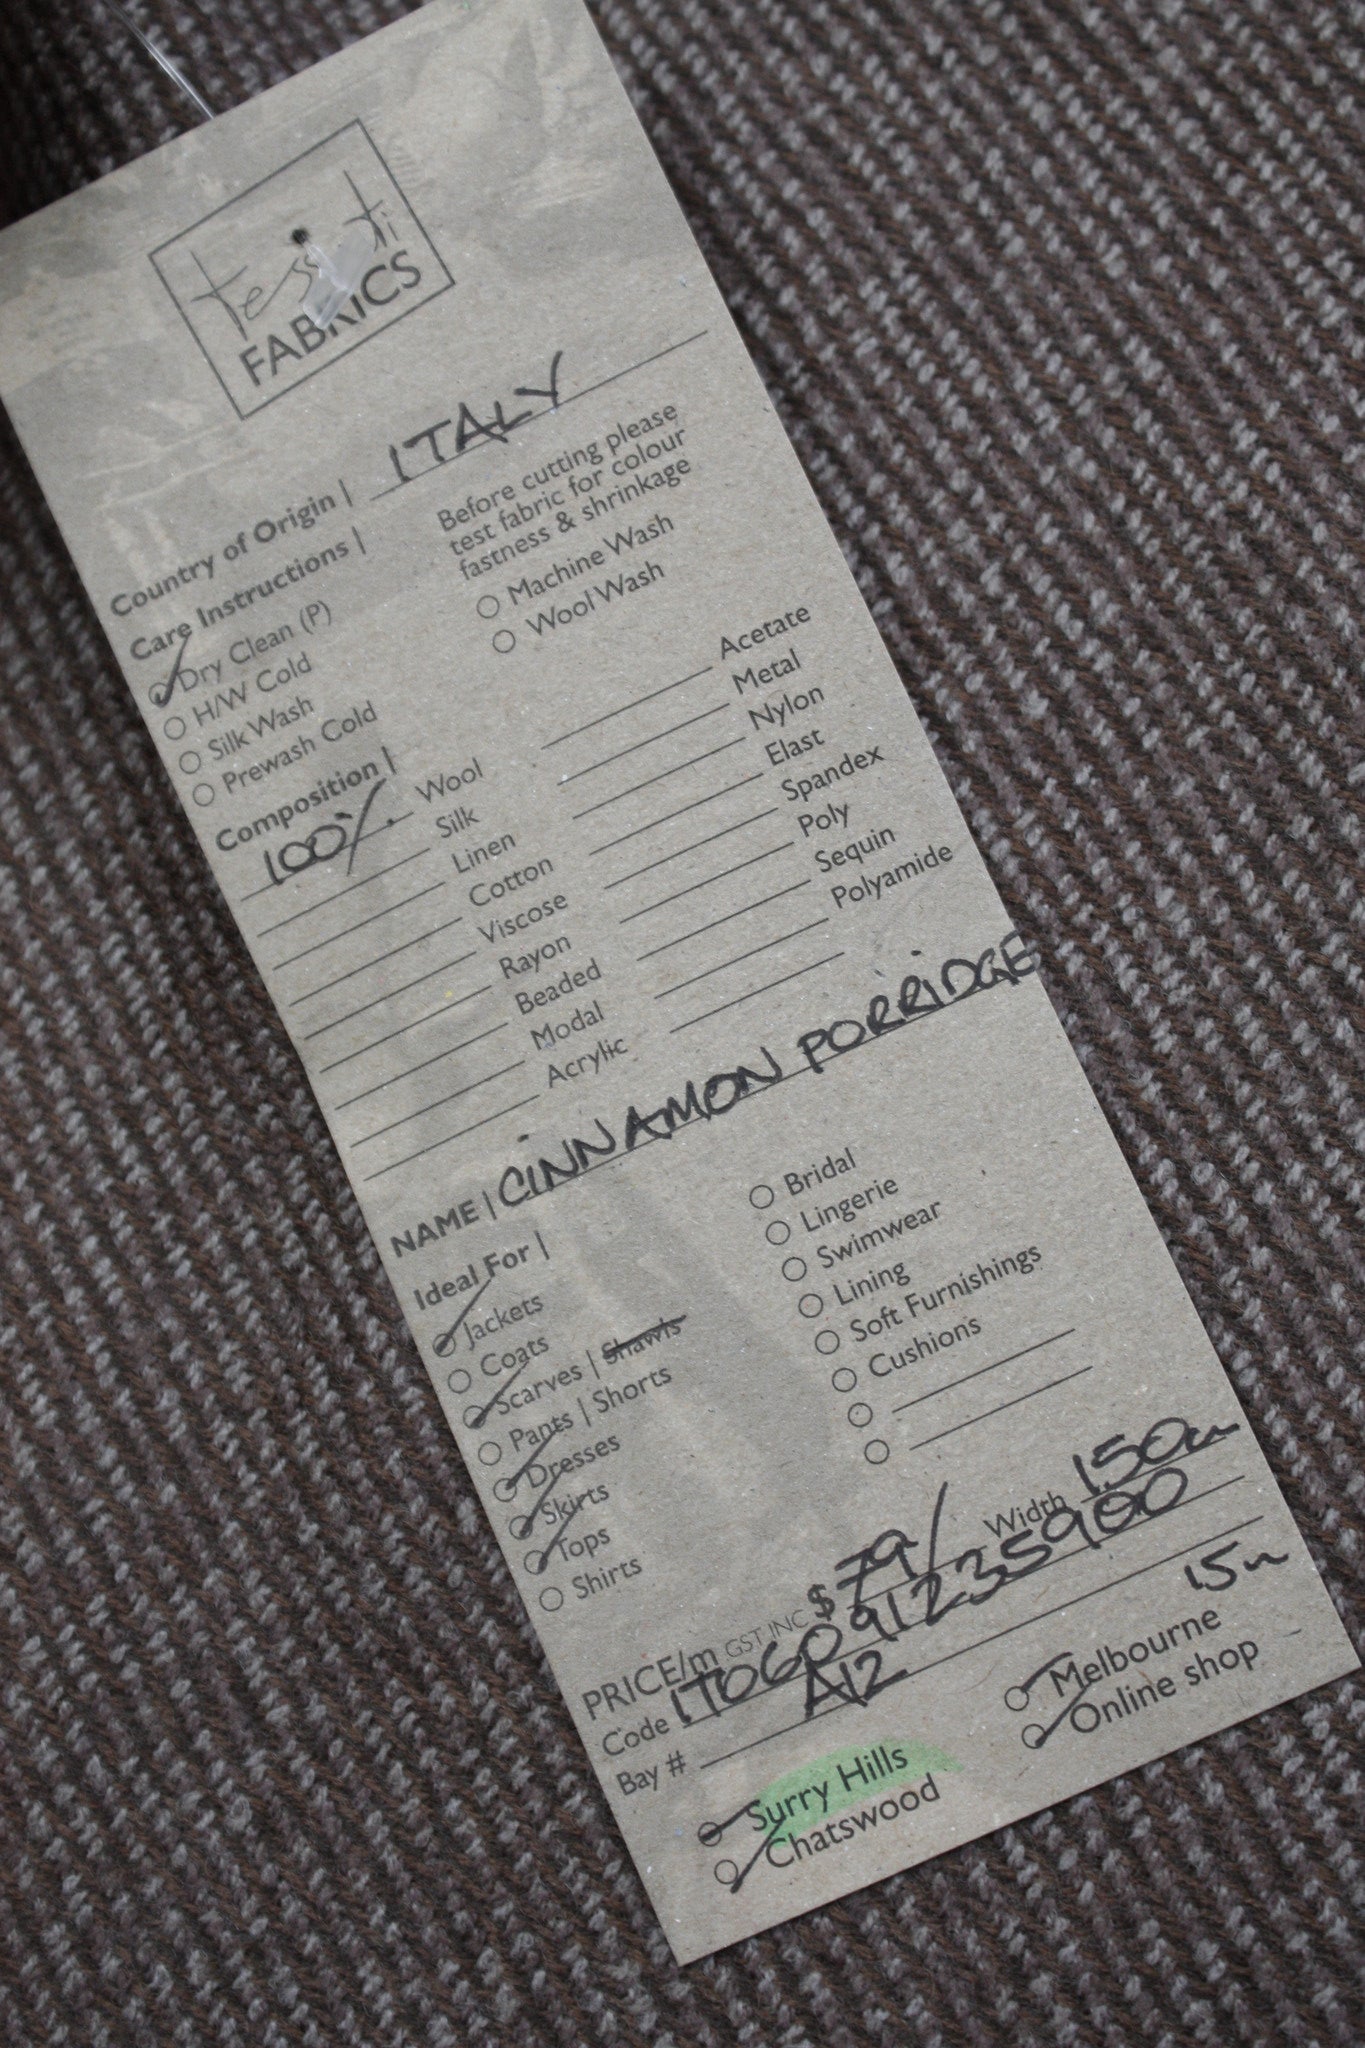 tessuti
FABRICS
Country of Origin | ITALY
Care Instructions |
Before cutting please
test fabric for colour
fastness & shrinkage
Dry Clean (P)
H/W Cold
Silk Wash
Prewash Cold
Machine Wash
Wool Wash
Composition |
100% Wool
Silk
Linen
Cotton
Viscose
Rayon
Beaded
Modal
Acrylic
Acetate
Metal
Nylon
Elast
Spandex
Poly
Sequin
Polyamide
NAME | CINNAMON PORRIDGE
Ideal For |
Jackets
Coats
Scarves | Shawls
Pants | Shorts
Dresses
Skirts
Tops
Shirts
Bridal
Lingerie
Swimwear
Lining
Soft Furnishings
Cushions
PRICE/m GST INC $ 79/ Width 150cm
Code ITO6091235900
Bay # A12
15m
Surry Hills
Chatswood
Melbourne
Online shop